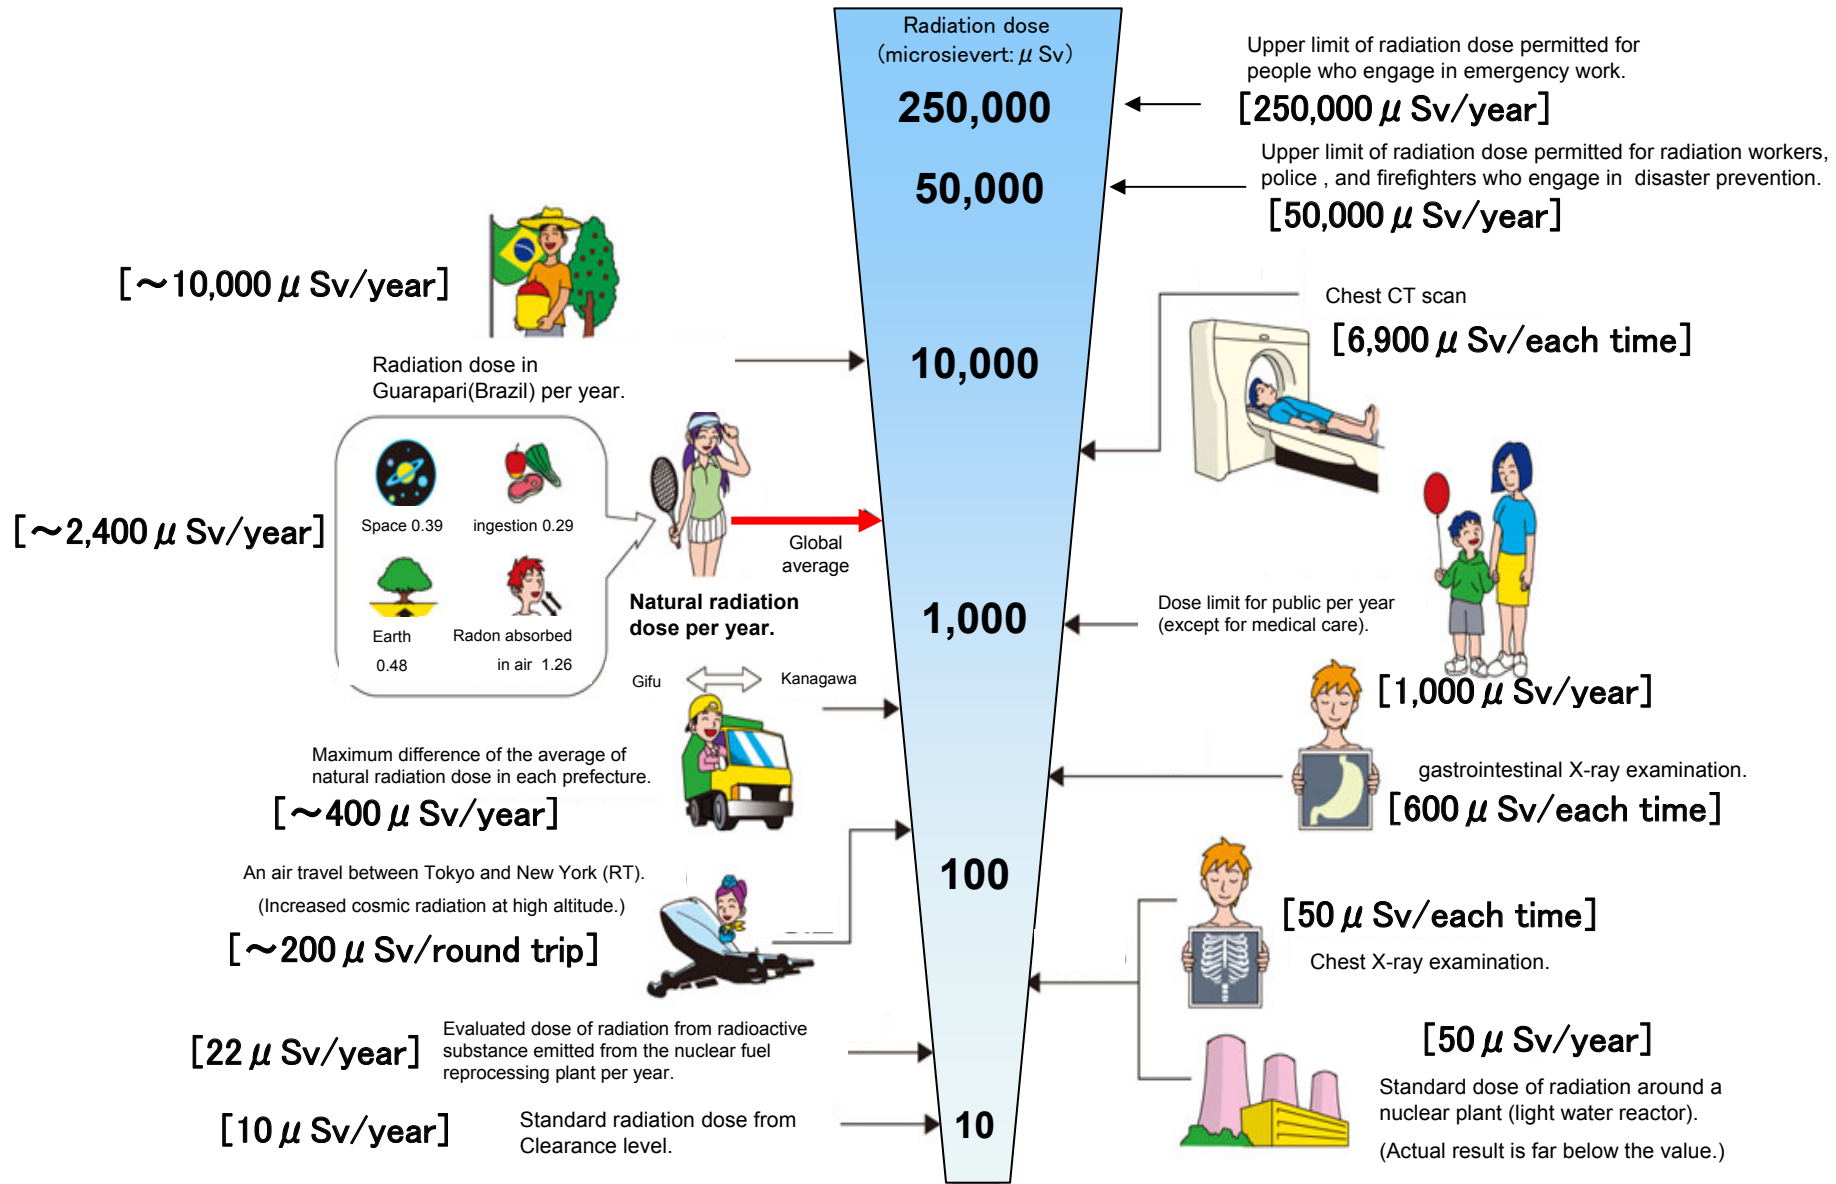 Radiation dose
(microsievert: μ Sv)
250,000
50,000
10,000
1,000
100
10
Upper limit of radiation dose permitted for
people who engage in emergency work.
[250,000 μ Sv/year]
Upper limit of radiation dose permitted for radiation workers,
police , and firefighters who engage in disaster prevention.
[50,000 μ Sv/year]
[~10,000 μ Sv/year]
Radiation dose in
Guarapari(Brazil) per year.
Chest CT scan
[6,900 μ Sv/each time]
[~2,400 μ Sv/year]
Space 0.39
ingestion 0.29
Earth
0.48
Radon absorbed
in air 1.26
Global
average
Natural radiation
dose per year.
Dose limit for public per year
(except for medical care).
[1,000 μ Sv/year]
Gifu
Kanagawa
Maximum difference of the average of
natural radiation dose in each prefecture.
[~400 μ Sv/year]
gastrointestinal X-ray examination.
[600 μ Sv/each time]
An air travel between Tokyo and New York (RT).
(Increased cosmic radiation at high altitude.)
[~200 μ Sv/round trip]
[50 μ Sv/each time]
Chest X-ray examination.
[22 μ Sv/year]
Evaluated dose of radiation from radioactive
substance emitted from the nuclear fuel
reprocessing plant per year.
[50 μ Sv/year]
Standard dose of radiation around a
nuclear plant (light water reactor).
(Actual result is far below the value.)
[10 μ Sv/year]
Standard radiation dose from
Clearance level.